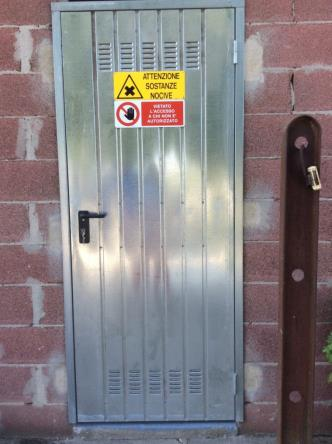 ATTENZIONE
SOSTANZE
NOCIVE
VIETATO
L'ACCESSO
A CHI NON E'
AUTORIZZATO